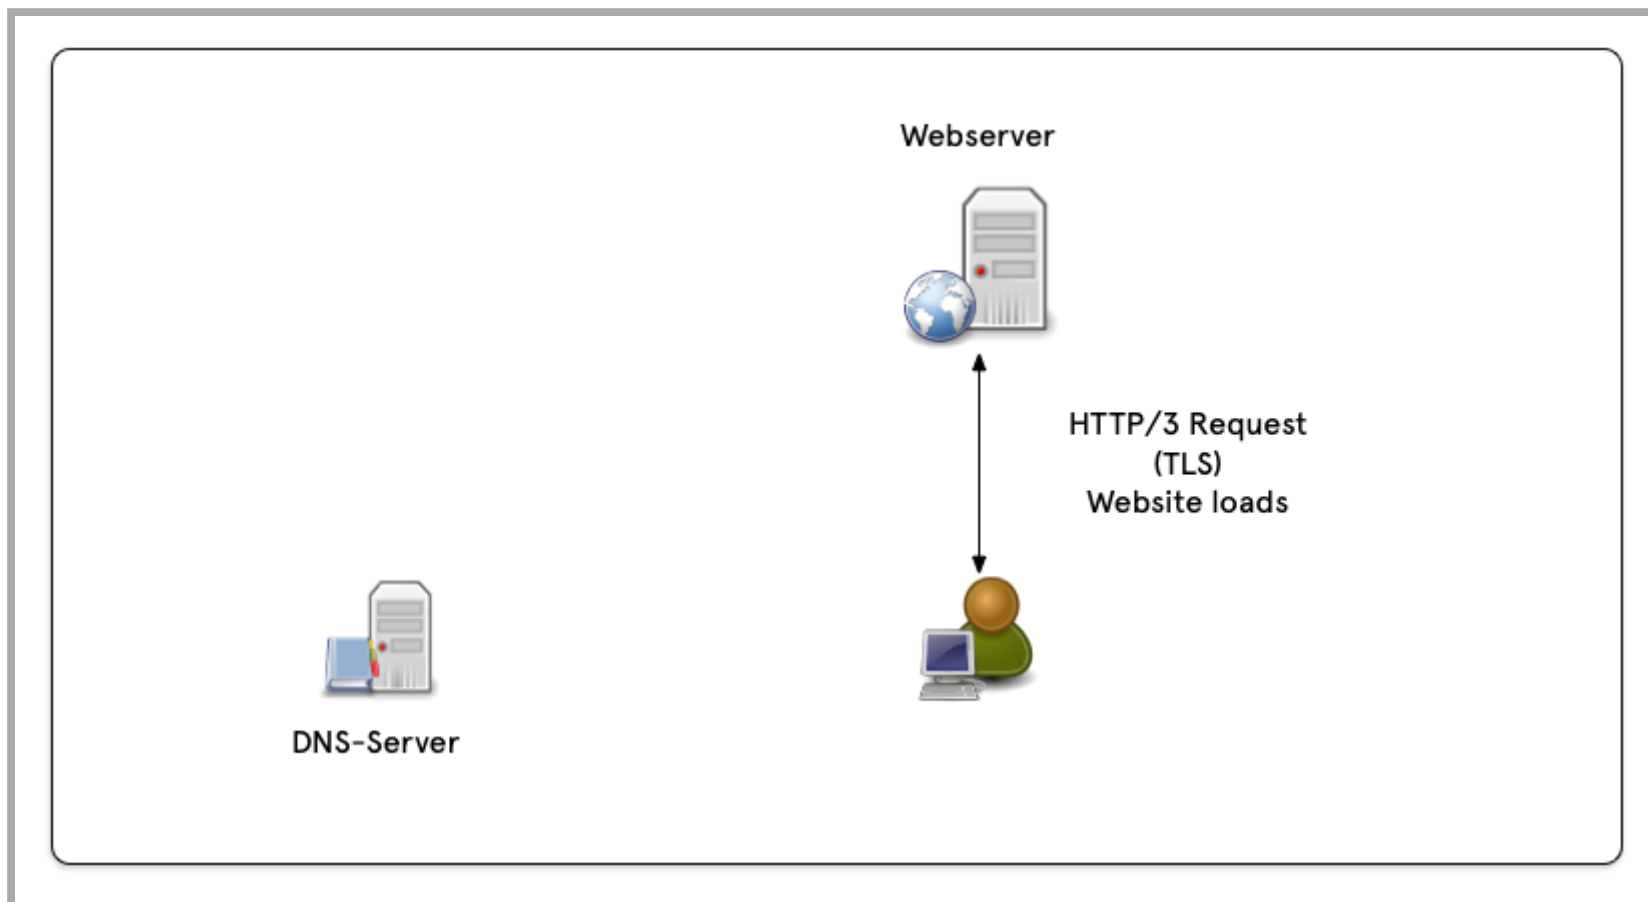 Webserver
HTTP/3 Request
(TLS)
Website loads
DNS-Server